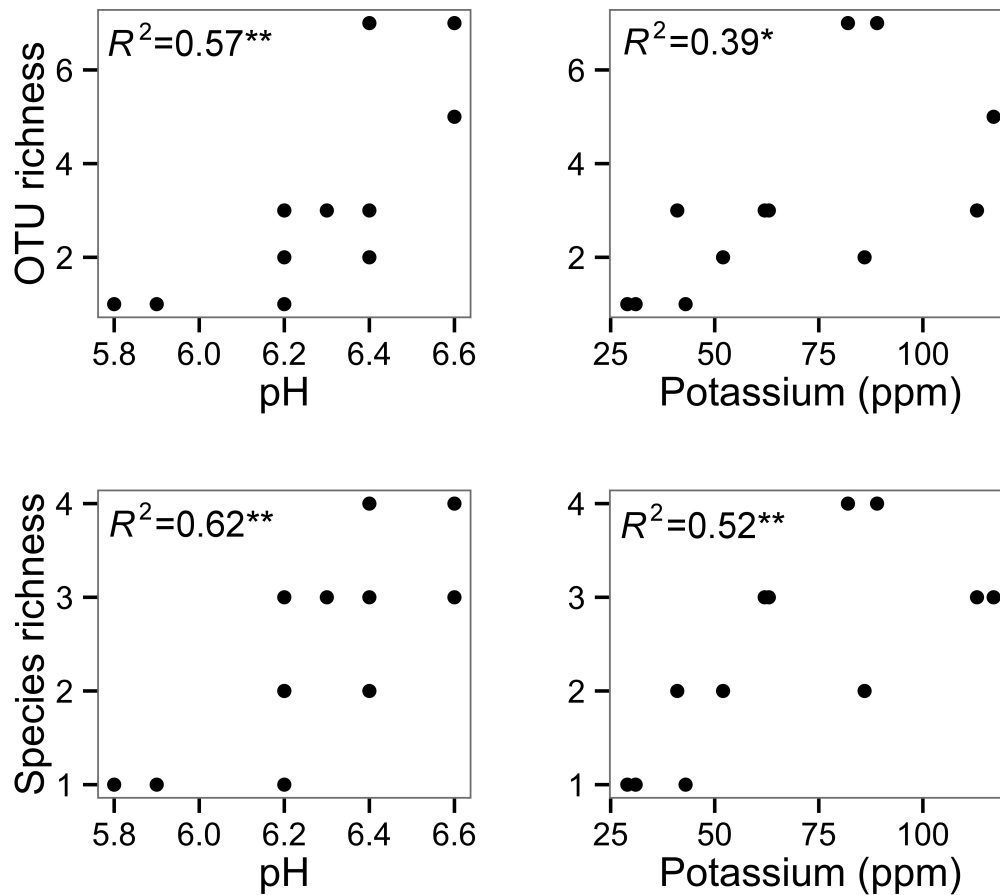 R²=0.57**
OTU richness
6
4
2
5.8 6.0 6.2 6.4 6.6
pH
R²=0.39*
6
4
2
25 50 75 100
Potassium (ppm)
R²=0.62**
Species richness
4
3
2
1
5.8 6.0 6.2 6.4 6.6
pH
R²=0.52**
4
3
2
1
25 50 75 100
Potassium (ppm)